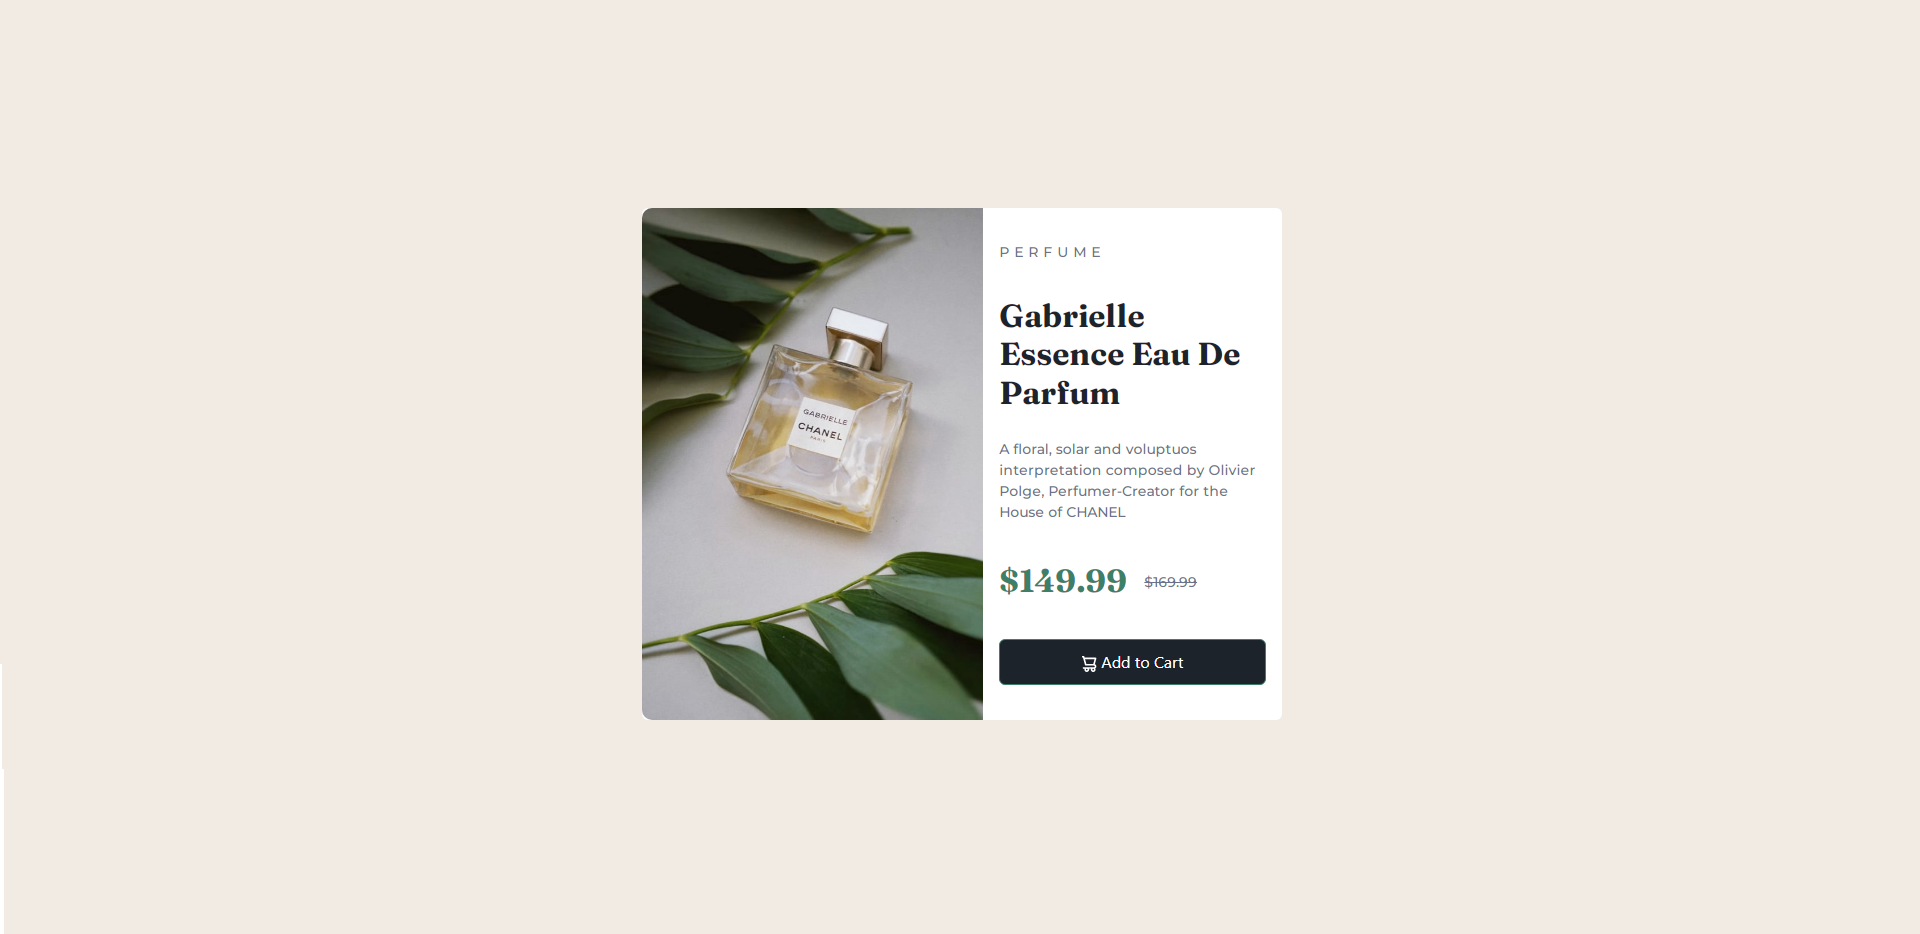 PERFUME
Gabrielle
Essence Eau De
Parfum
A floral, solar and voluptuos
interpretation composed by Olivier
Polge, Perfumer-Creator for the
House of CHANEL
$149.99 $169.99
Add to Cart
GABRIELLE
CHANEL
PARIS